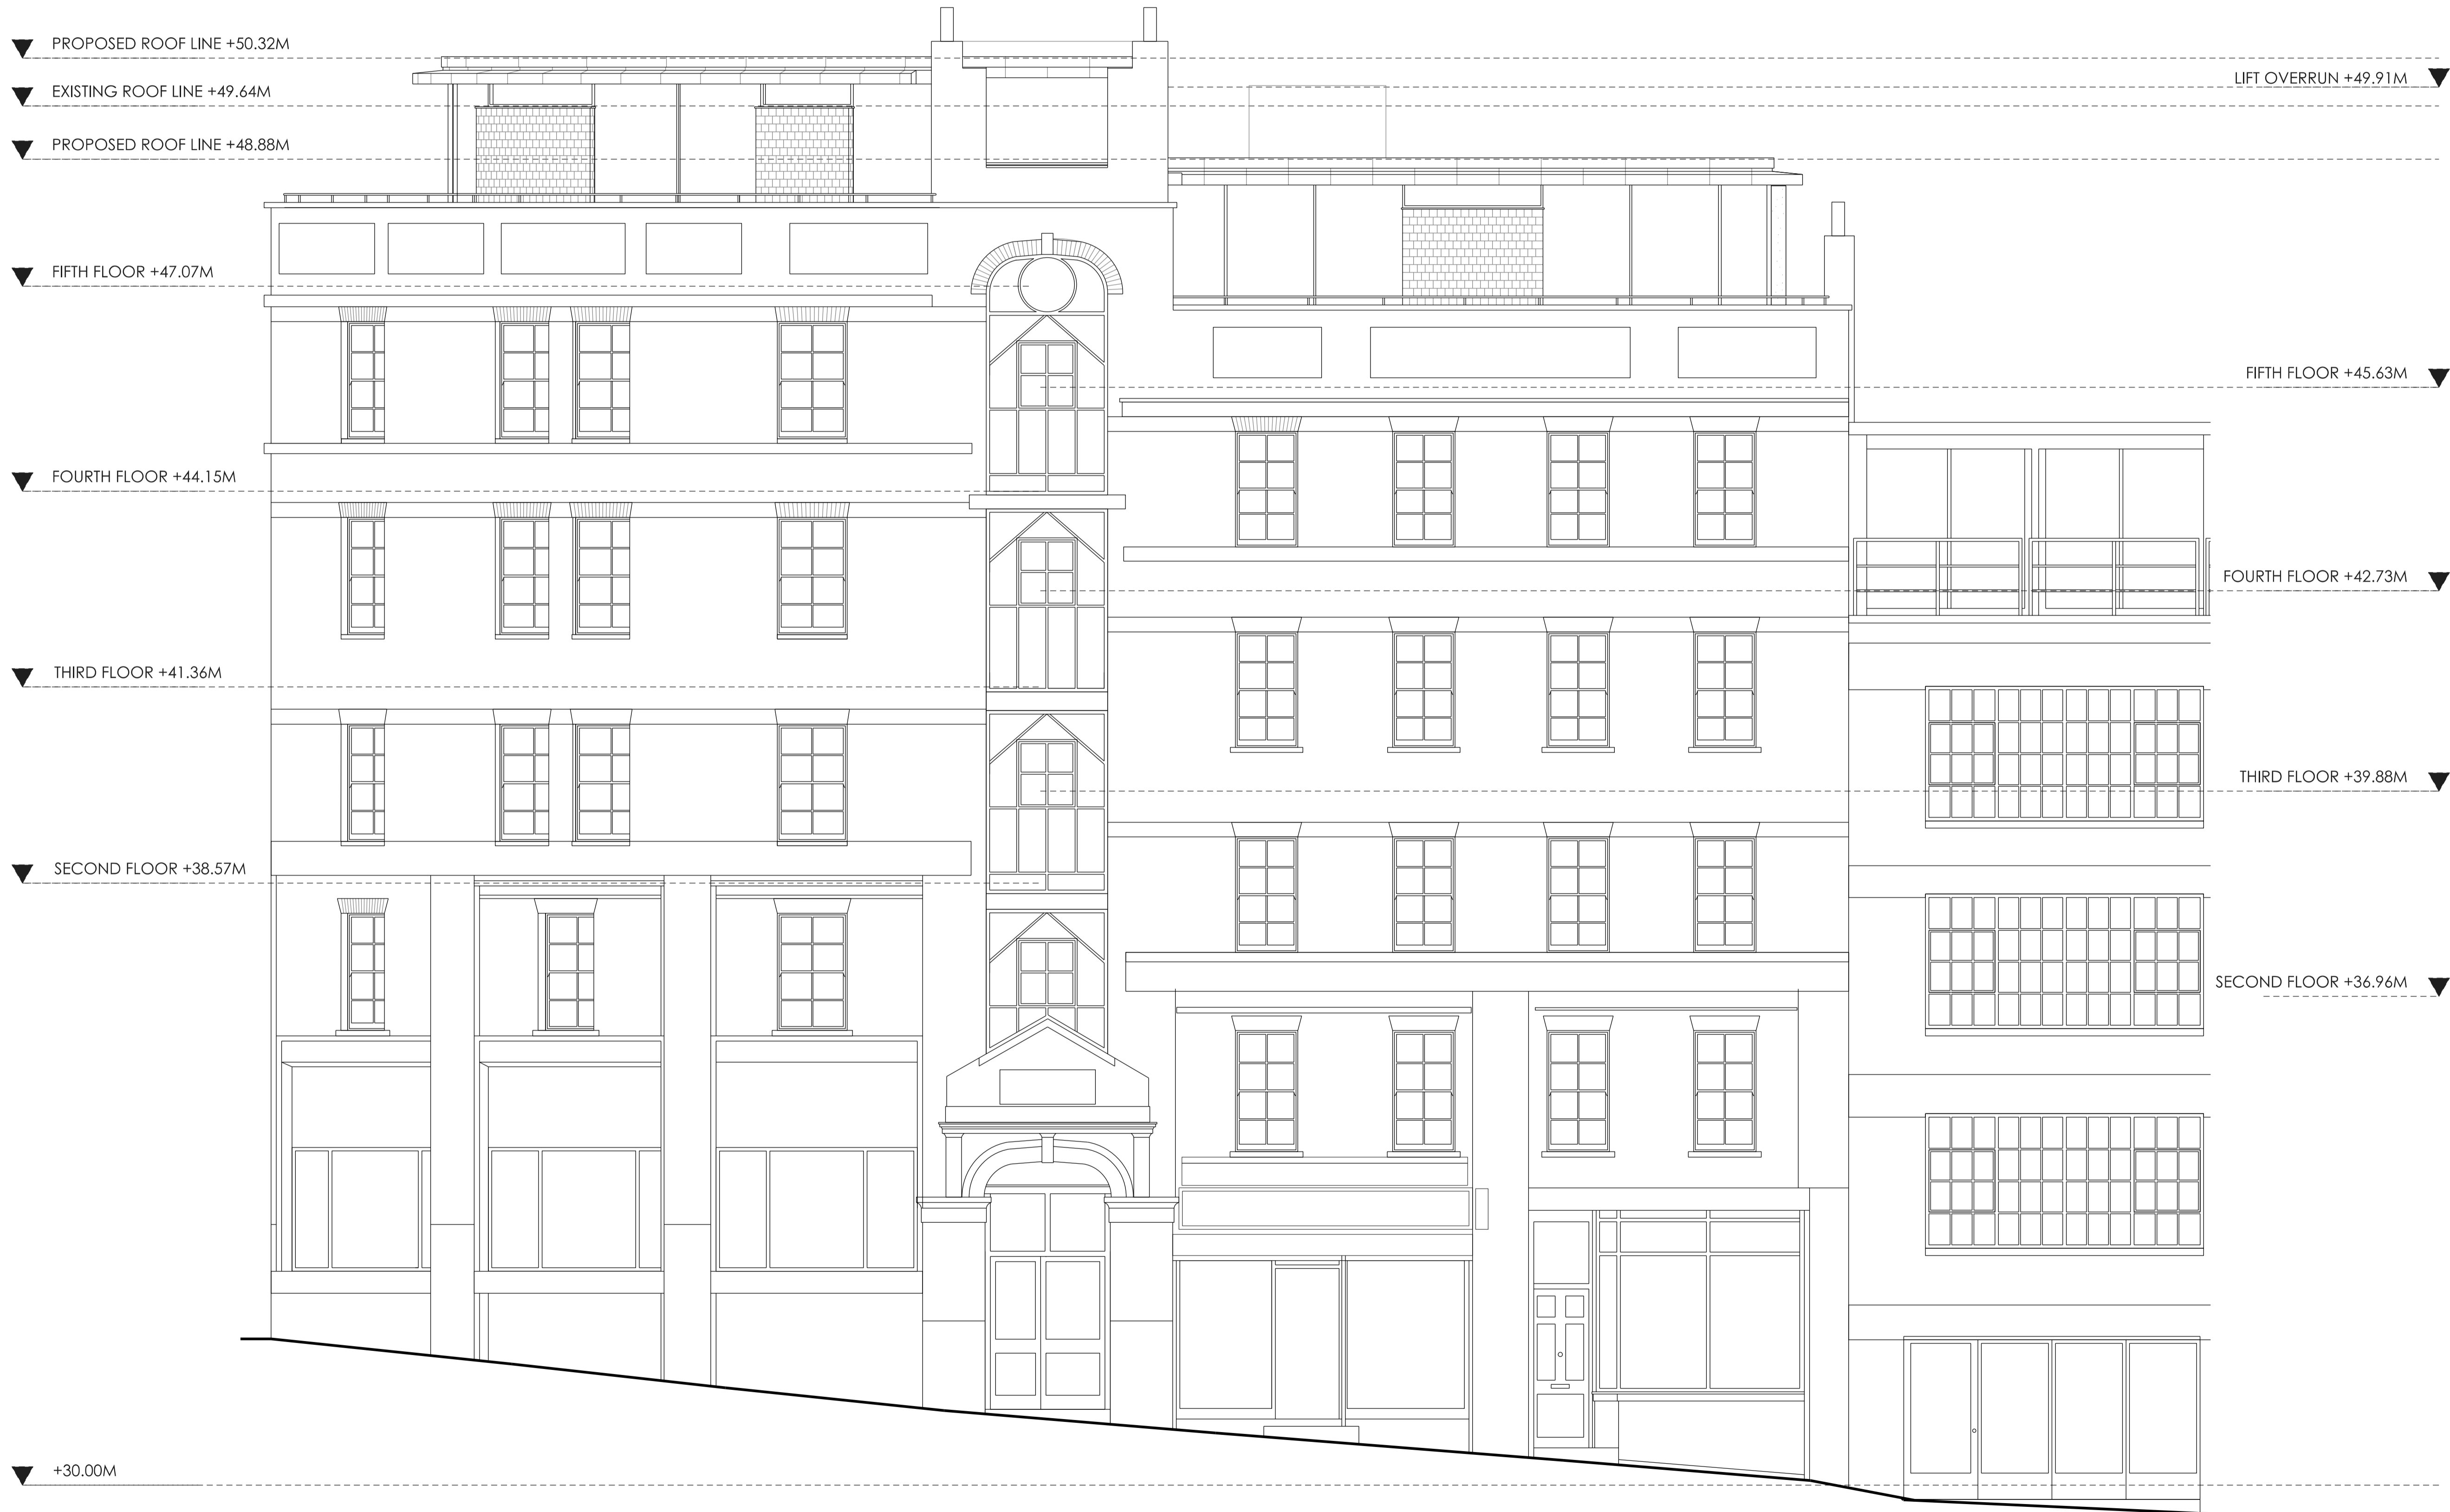 PROPOSED ROOF LINE +50.32M
EXISTING ROOF LINE +49.64M
PROPOSED ROOF LINE +48.88M
FIFTH FLOOR +47.07M
FOURTH FLOOR +44.15M
THIRD FLOOR +41.36M
SECOND FLOOR +38.57M
+30.00M
LIFT OVERRUN +49.91M
FIFTH FLOOR +45.63M
FOURTH FLOOR +42.73M
THIRD FLOOR +39.88M
SECOND FLOOR +36.96M